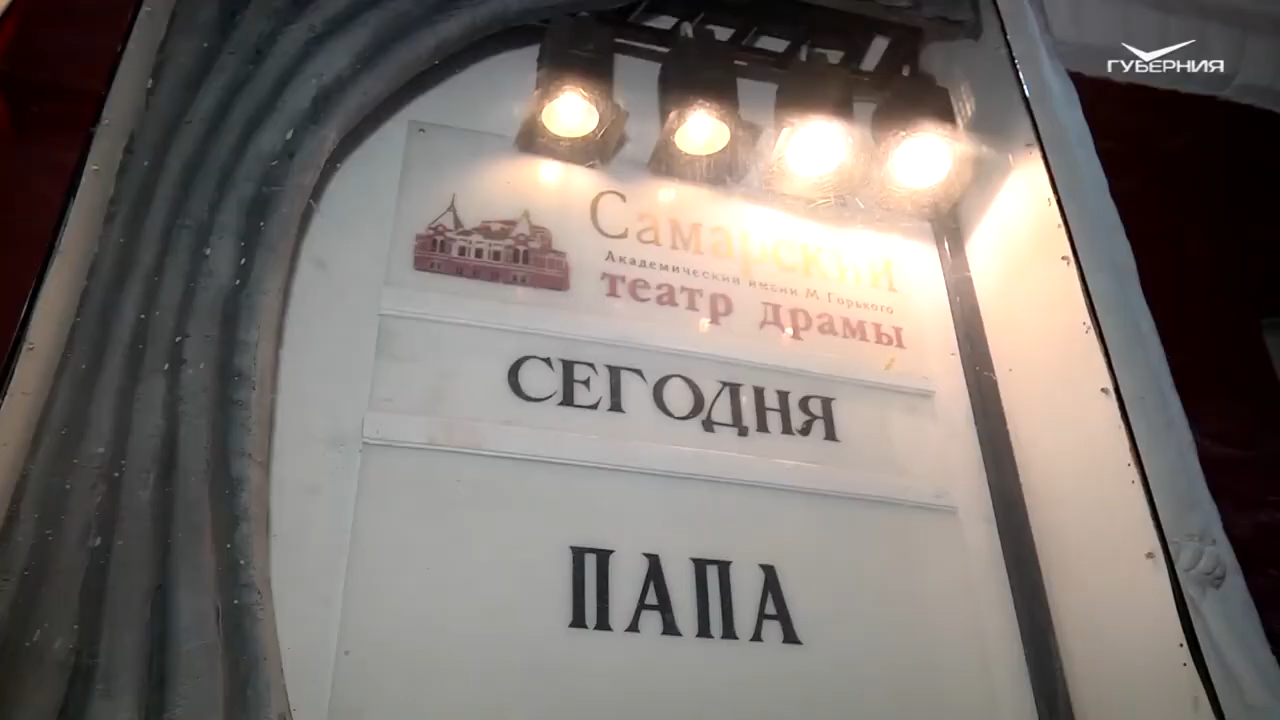 ГУБЕРНИЯ
Самарский
Академический имени М Горького
театр драмы
СЕГОДНЯ
ПАПА